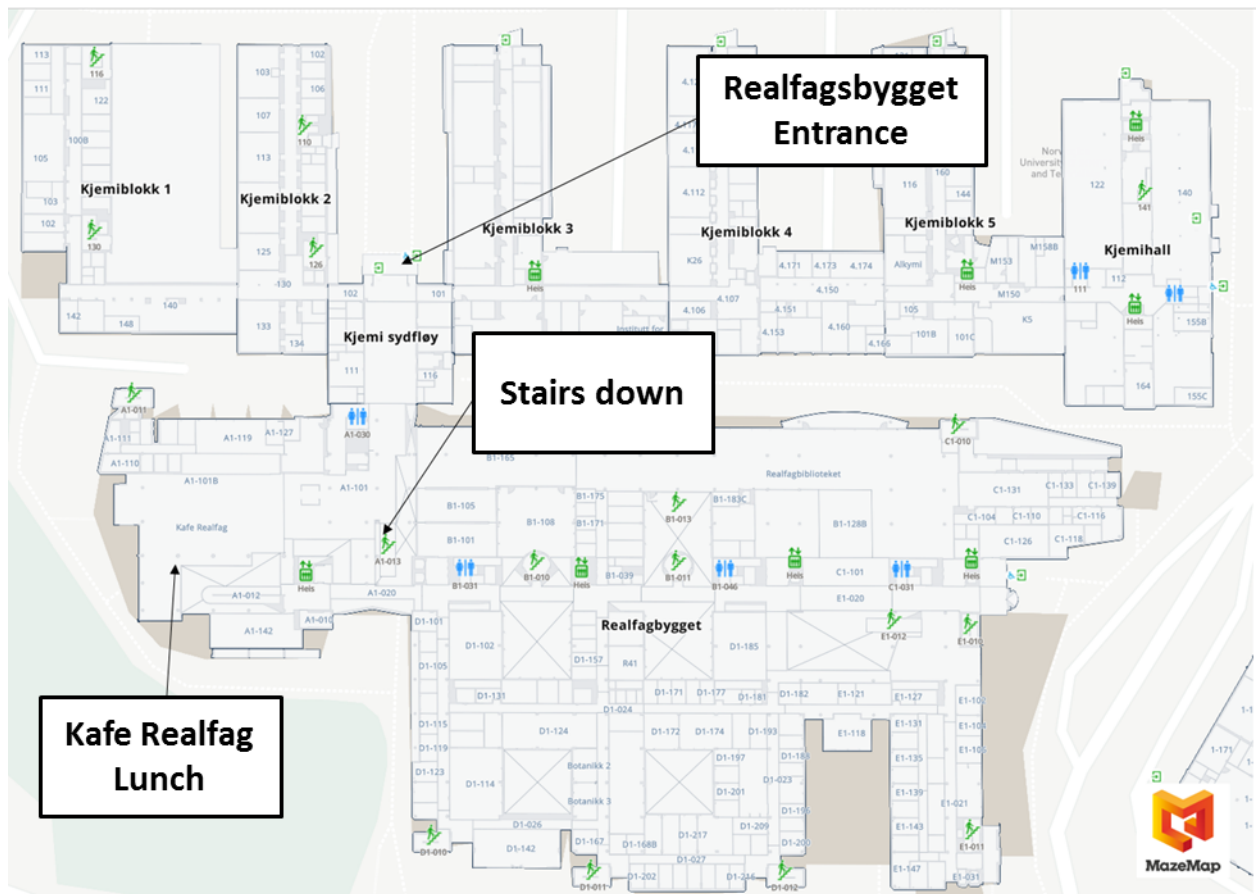 Realfagsbygget
Entrance
Stairs down
Kafe Realfag
Lunch
Kjemiblokk 1
Kjemiblokk 2
Kjemiblokk 3
Kjemiblokk 4
Kjemiblokk 5
Kjemihall
Kjemi sydfløy
Realfagbygget
113
116
111
122
100B
105
103
102
130
142
140
148
102
103
106
107
110
113
125
126
130
133
134
102
101
111
116
Heis
Institutt for
4.112
K26
4.107
4.106
4.171
4.173
4.174
4.150
4.151
4.153
4.160
4.166
116
160
144
Alkymi
Heis
105
101B
101C
M153
M158B
M150
K5
Nor
University
and Te
Heis
122
140
141
111
112
Heis
155B
164
155C
A1-011
A1-111
A1-110
A1-119
A1-127
A1-030
A1-101B
A1-101
Kafe Realfag
A1-013
Heis
A1-012
A1-020
A1-010
A1-142
B1-165
B1-105
B1-101
B1-031
B1-108
B1-010
B1-175
B1-171
Heis
B1-039
B1-013
B1-011
B1-183C
B1-046
Realfagbiblioteket
B1-128B
Heis
C1-101
C1-031
E1-020
C1-010
C1-131
C1-133
C1-139
C1-104
C1-110
C1-116
C1-126
C1-118
Heis
D1-101
D1-102
D1-105
D1-157
R41
D1-185
E1-012
E1-010
D1-131
D1-171
D1-177
D1-181
D1-182
E1-121
E1-127
D1-024
D1-115
D1-119
D1-123
D1-124
D1-114
Botanikk 2
Botanikk 3
D1-172
D1-174
D1-193
D1-197
D1-023
D1-201
E1-118
E1-131
E1-135
E1-139
E1-143
E1-147
E1-021
E1-011
E1-031
D1-010
D1-026
D1-142
D1-167
D1-168B
D1-217
D1-209
D1-027
D1-011
D1-202
D1-012
1-171
MazeMap